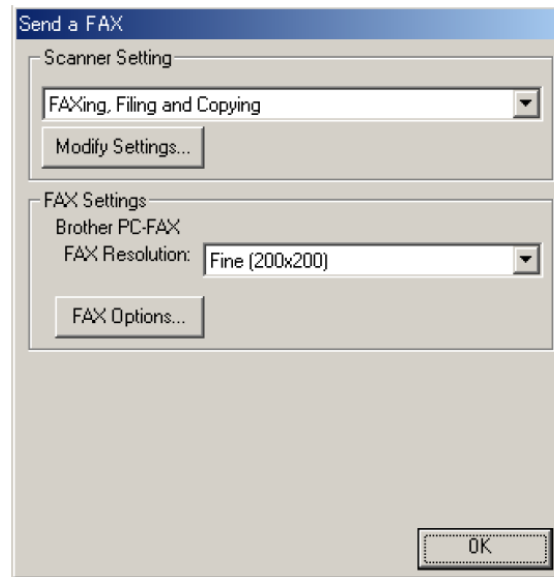 Send a FAX
Scanner Setting
FAXing, Filing and Copying
Modify Settings...
FAX Settings
Brother PC-FAX
FAX Resolution: Fine (200x200)
FAX Options...
OK